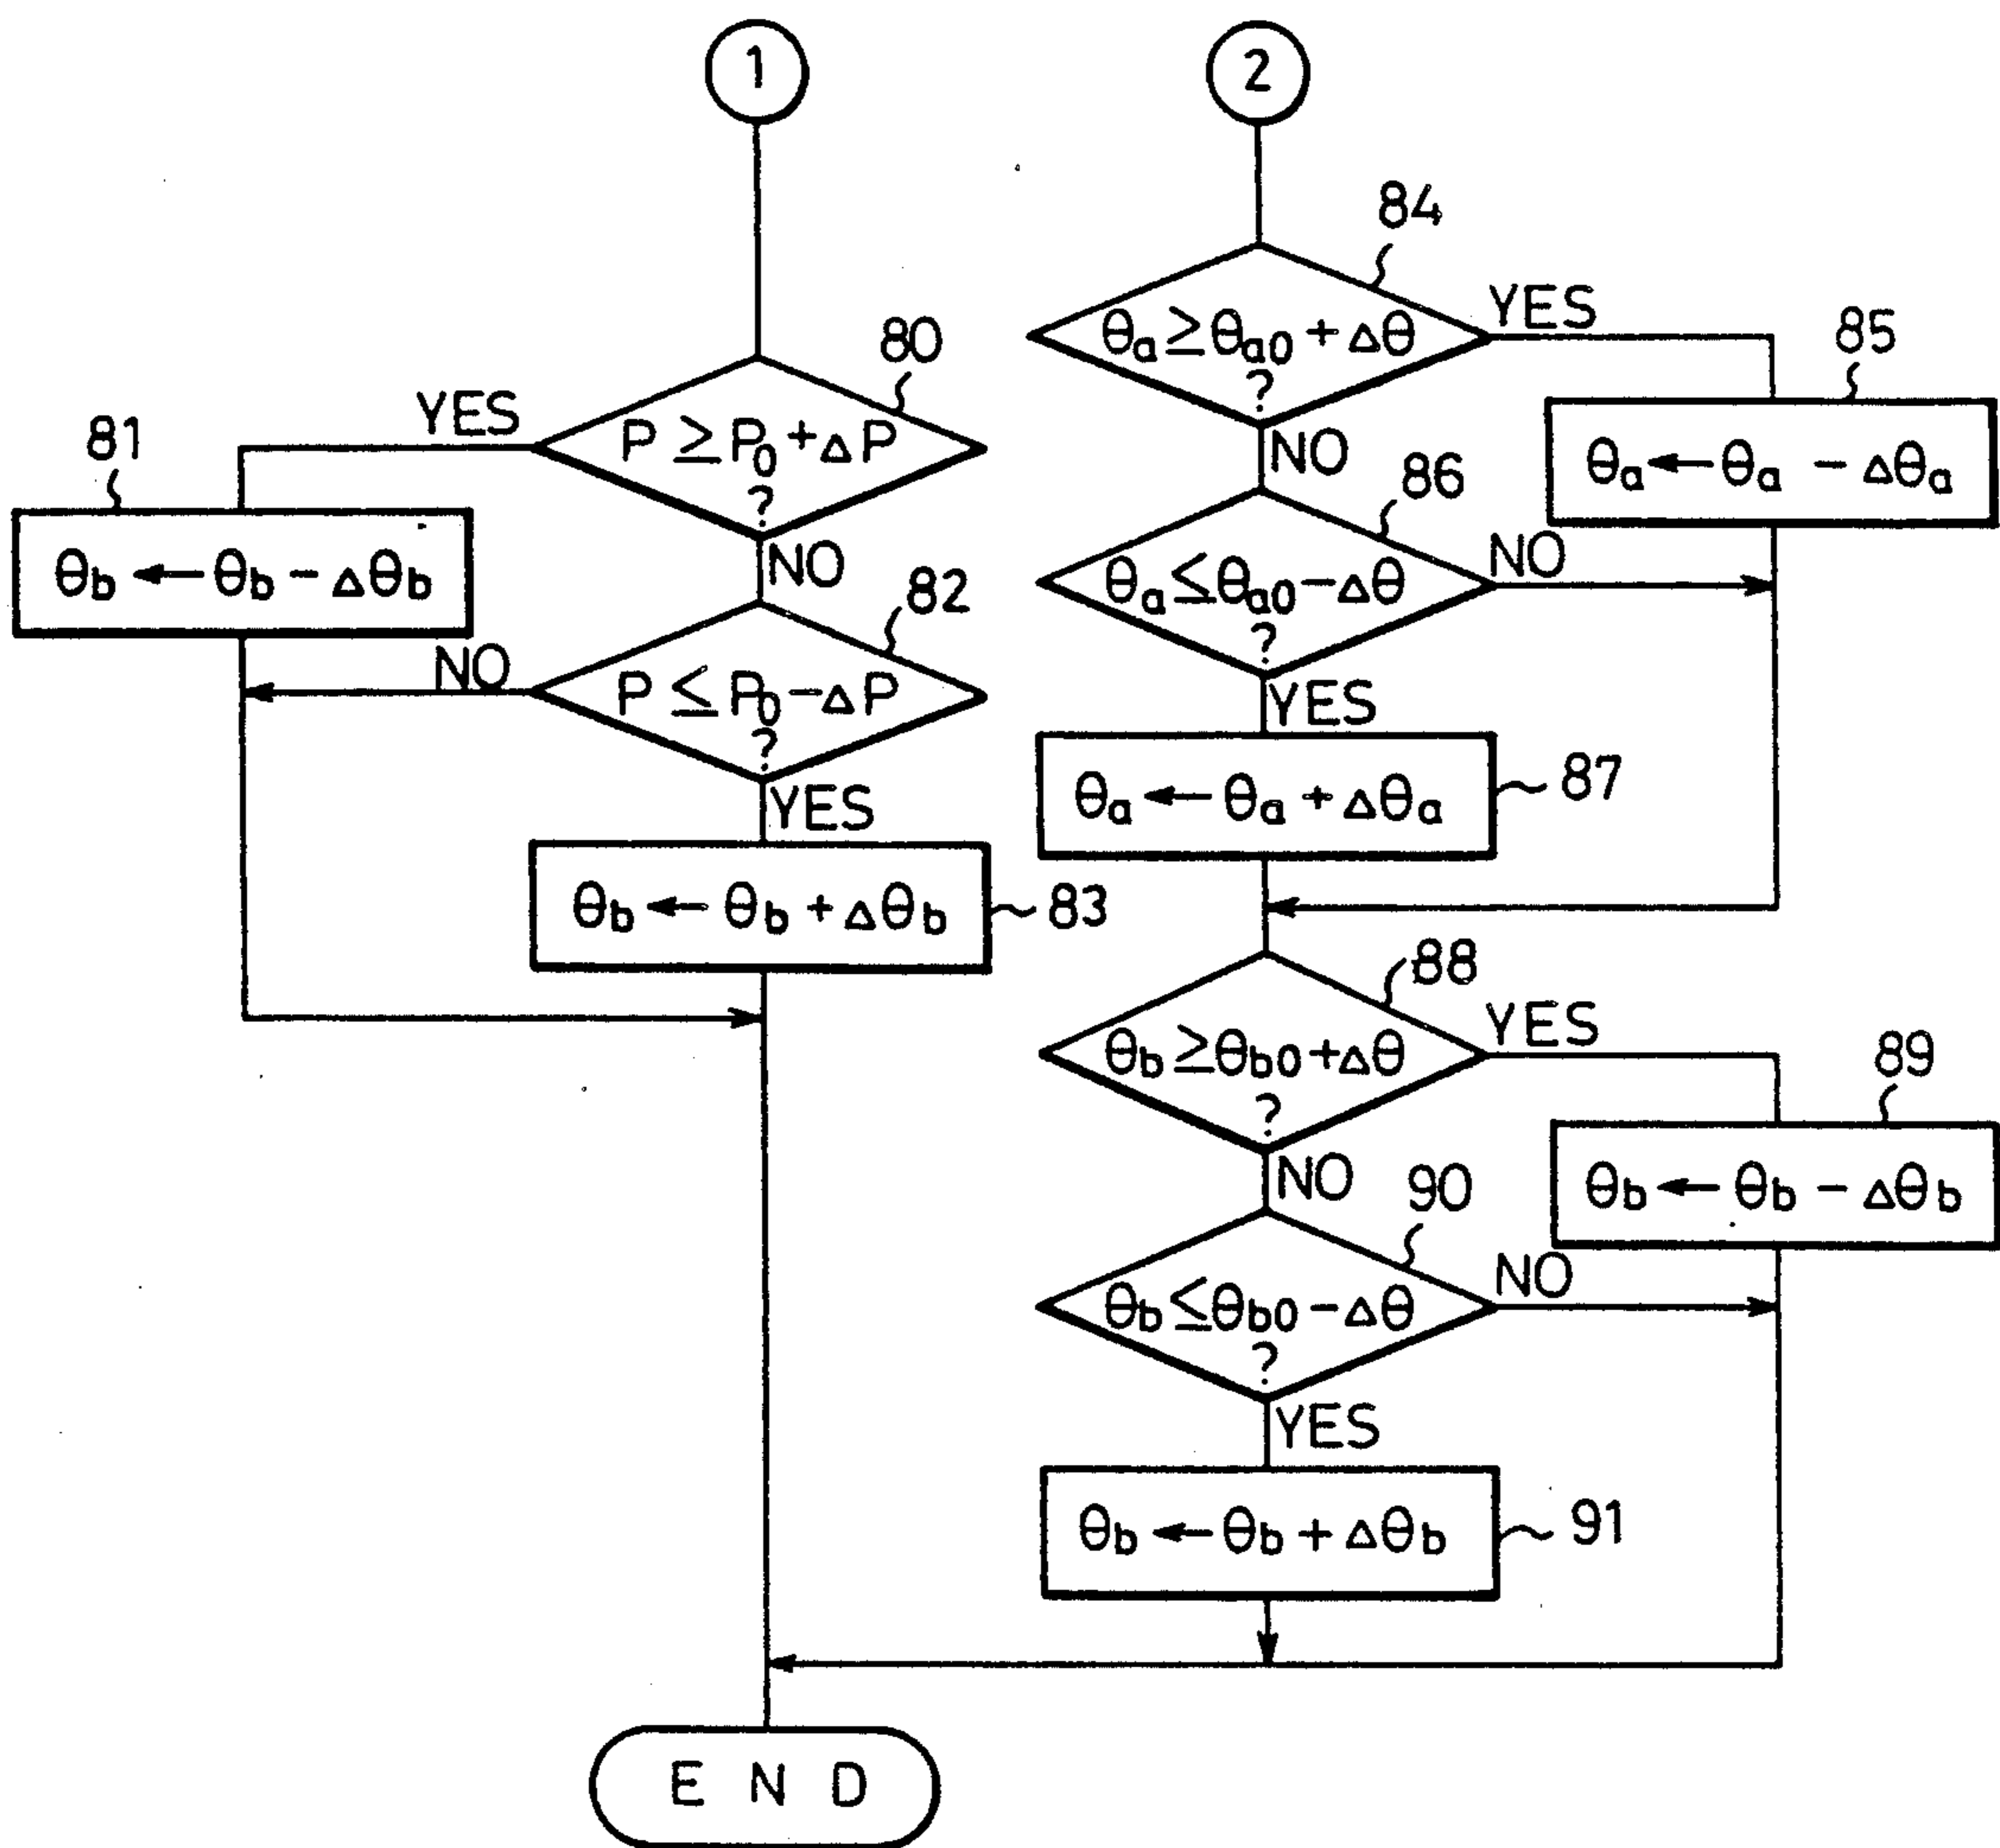 1
80
P ≥ P₀ + ΔP
?
YES
NO
81
θb ← θb − Δθb
82
P ≤ P₀ − ΔP
?
NO
YES
83
θb ← θb + Δθb
2
84
θa ≥ θa0 + Δθ
?
YES
NO
85
θa ← θa − Δθa
86
θa ≤ θa0 − Δθ
?
NO
YES
87
θa ← θa + Δθa
88
θb ≥ θb0 + Δθ
?
YES
NO
89
θb ← θb − Δθb
90
θb ≤ θb0 − Δθ
?
NO
YES
91
θb ← θb + Δθb
END